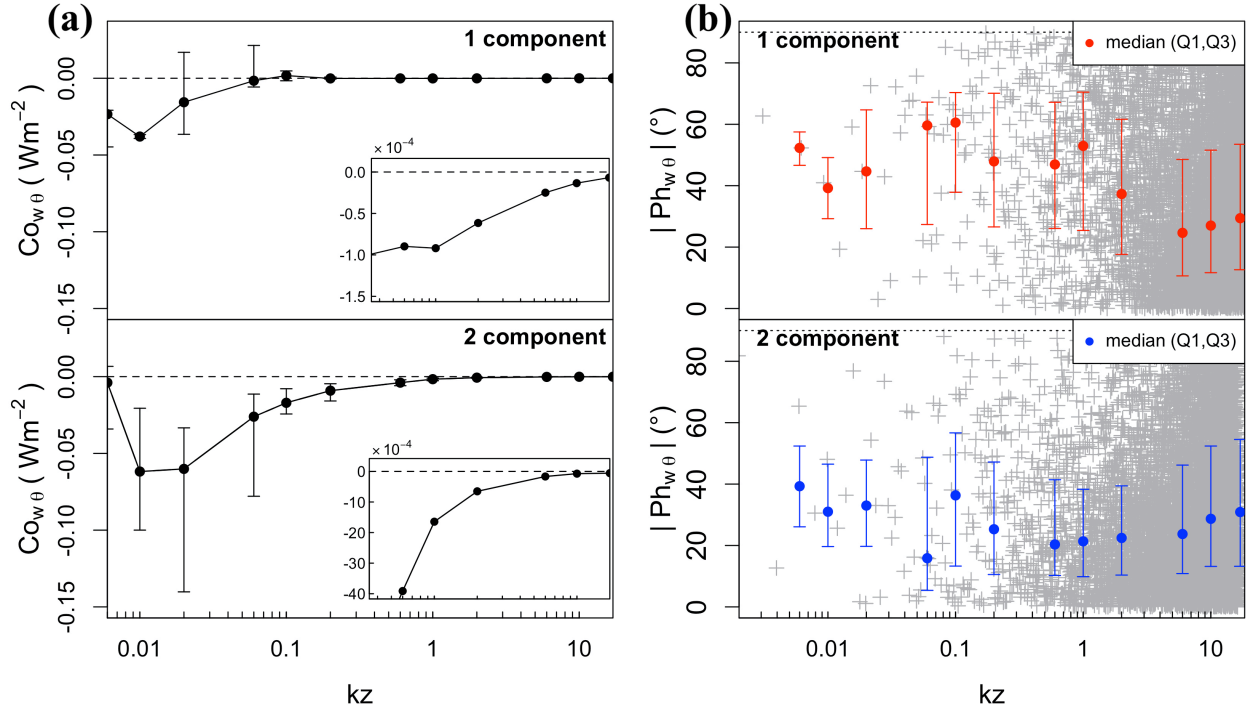 (a)
1 component
0.00
-0.05
-0.10
-0.15
Co_wθ ( Wm⁻² )
× 10⁻⁴
0.0
-0.5
-1.0
-1.5
2 component
0.00
-0.05
-0.10
-0.15
Co_wθ ( Wm⁻² )
× 10⁻⁴
0
-10
-20
-30
-40
0.01 0.1 1 10
kz
(b)
1 component
median (Q1,Q3)
80
60
40
20
0
| Ph_wθ | (°)
2 component
median (Q1,Q3)
80
60
40
20
0
| Ph_wθ | (°)
0.01 0.1 1 10
kz